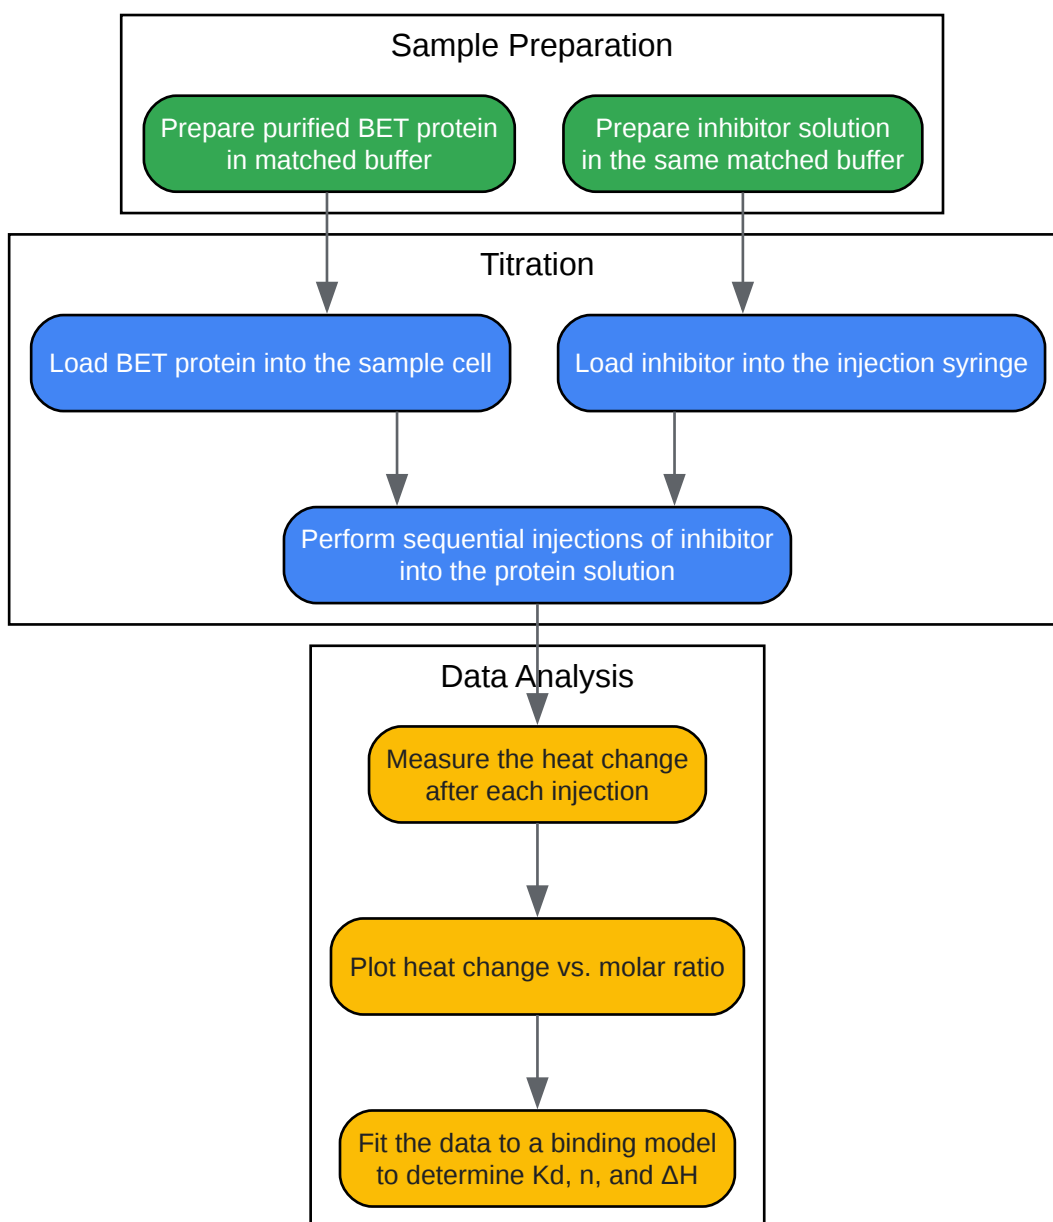 Sample Preparation
Prepare purified BET protein
in matched buffer
Prepare inhibitor solution
in the same matched buffer
Titration
Load BET protein into the sample cell
Load inhibitor into the injection syringe
Perform sequential injections of inhibitor
into the protein solution
Data Analysis
Measure the heat change
after each injection
Plot heat change vs. molar ratio
Fit the data to a binding model
to determine Kd, n, and ΔH